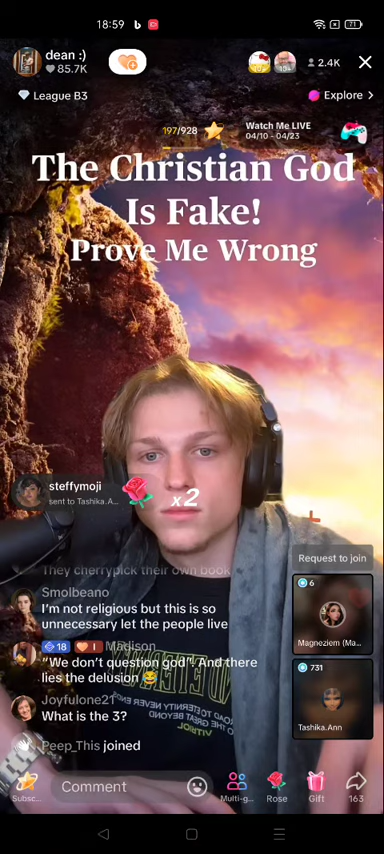 18:59
71
dean :)
85.7K
2.4K
League B3
Explore
197/928
Watch Me LIVE
04/10 - 04/23
The Christian God
Is Fake!
Prove Me Wrong
steffymoji
sent to Tashika.A...
x2
They cherrypick their own book
Smolbeano
I'm not religious but this is so
unnecessary let the people live
18
I
Madison
"We don't question god". And there
lies the delusion 😂
Joyfulone21
What is the 3?
Peep_This joined
Request to join
6
Magneziem (Ma...
731
Tashika.Ann
Subsc...
Comment
Multi-g...
Rose
Gift
163